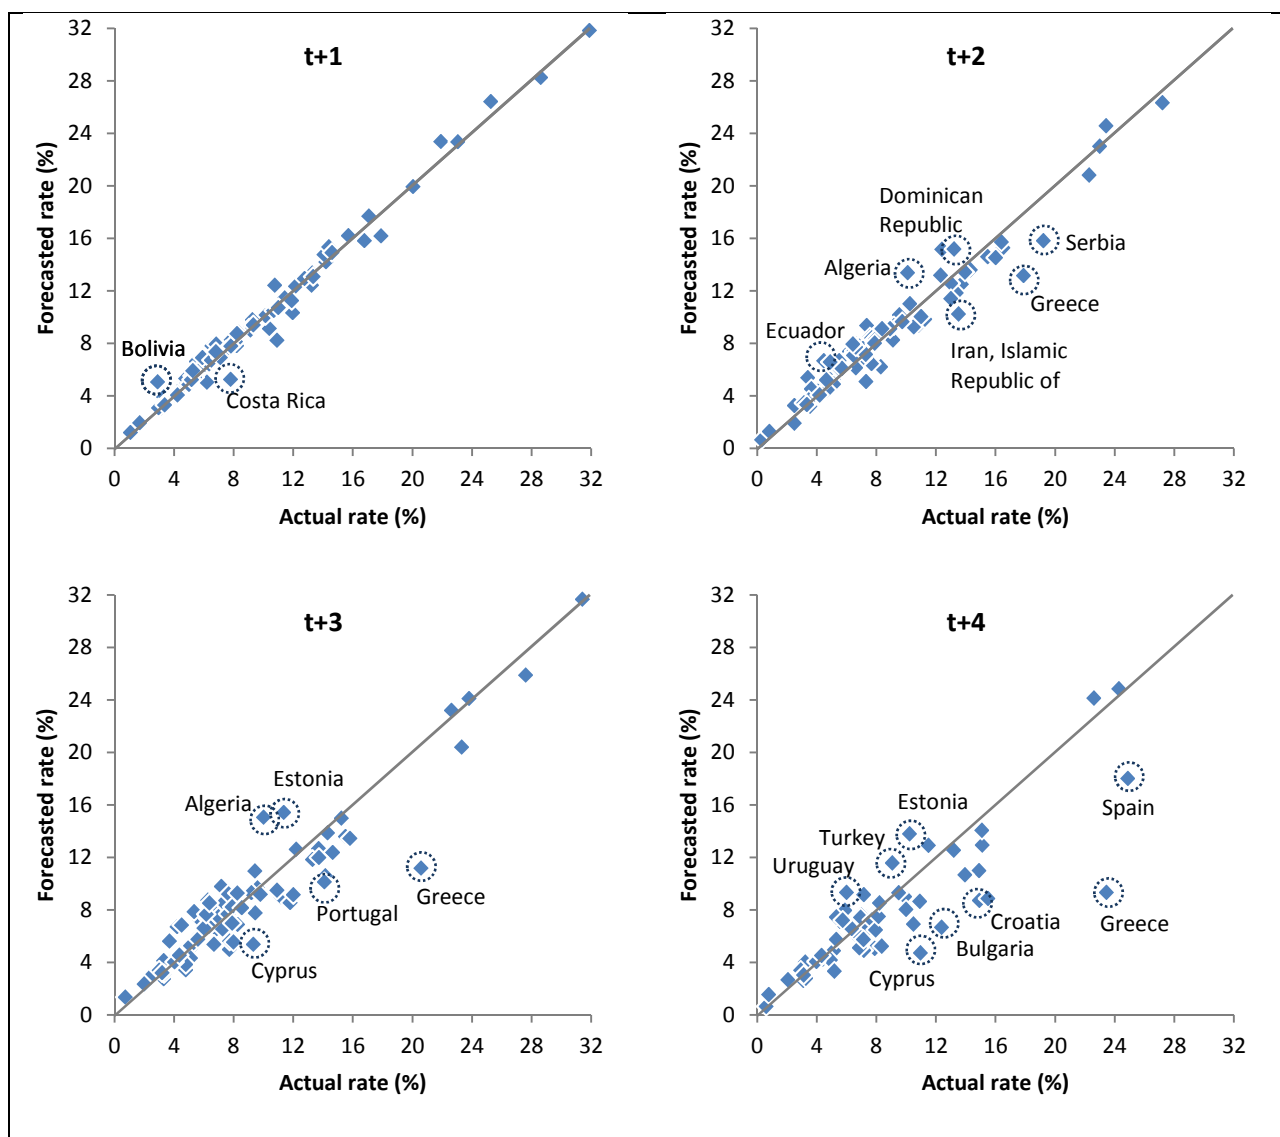 t+1
Forecasted rate (%)
32
28
24
20
16
12
8
4
0
Bolivia
Costa Rica
0 4 8 12 16 20 24 28 32
Actual rate (%)
t+2
Forecasted rate (%)
32
28
24
20
16
12
8
4
0
Dominican
Republic
Serbia
Algeria
Greece
Ecuador
Iran, Islamic
Republic of
0 4 8 12 16 20 24 28 32
Actual rate (%)
t+3
Forecasted rate (%)
32
28
24
20
16
12
8
4
0
Estonia
Algeria
Greece
Portugal
Cyprus
0 4 8 12 16 20 24 28 32
Actual rate (%)
t+4
Forecasted rate (%)
32
28
24
20
16
12
8
4
0
Spain
Estonia
Turkey
Uruguay
Greece
Croatia
Bulgaria
Cyprus
0 4 8 12 16 20 24 28 32
Actual rate (%)